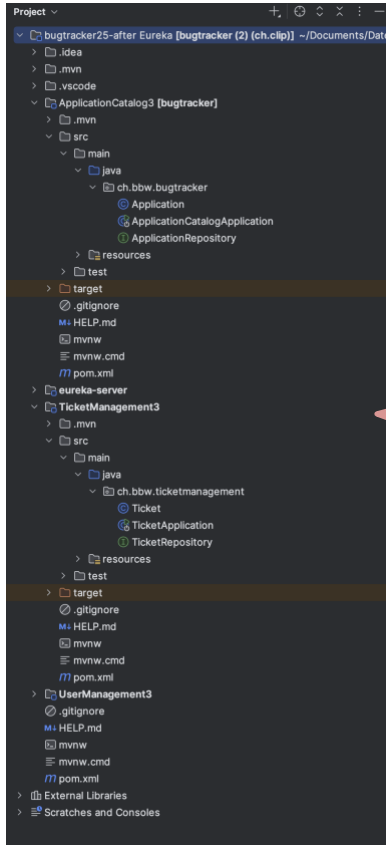 Project
bugtracker25-after Eureka [bugtracker (2) (ch.clip)] ~/Documents/Date
.idea
.mvn
.vscode
ApplicationCatalog3 [bugtracker]
.mvn
src
main
java
ch.bbw.bugtracker
Application
ApplicationCatalogApplication
ApplicationRepository
resources
test
target
.gitignore
HELP.md
mvnw
mvnw.cmd
pom.xml
eureka-server
TicketManagement3
.mvn
src
main
java
ch.bbw.ticketmanagement
Ticket
TicketApplication
TicketRepository
resources
test
target
.gitignore
HELP.md
mvnw
mvnw.cmd
pom.xml
UserManagement3
.gitignore
HELP.md
mvnw
mvnw.cmd
pom.xml
External Libraries
Scratches and Consoles